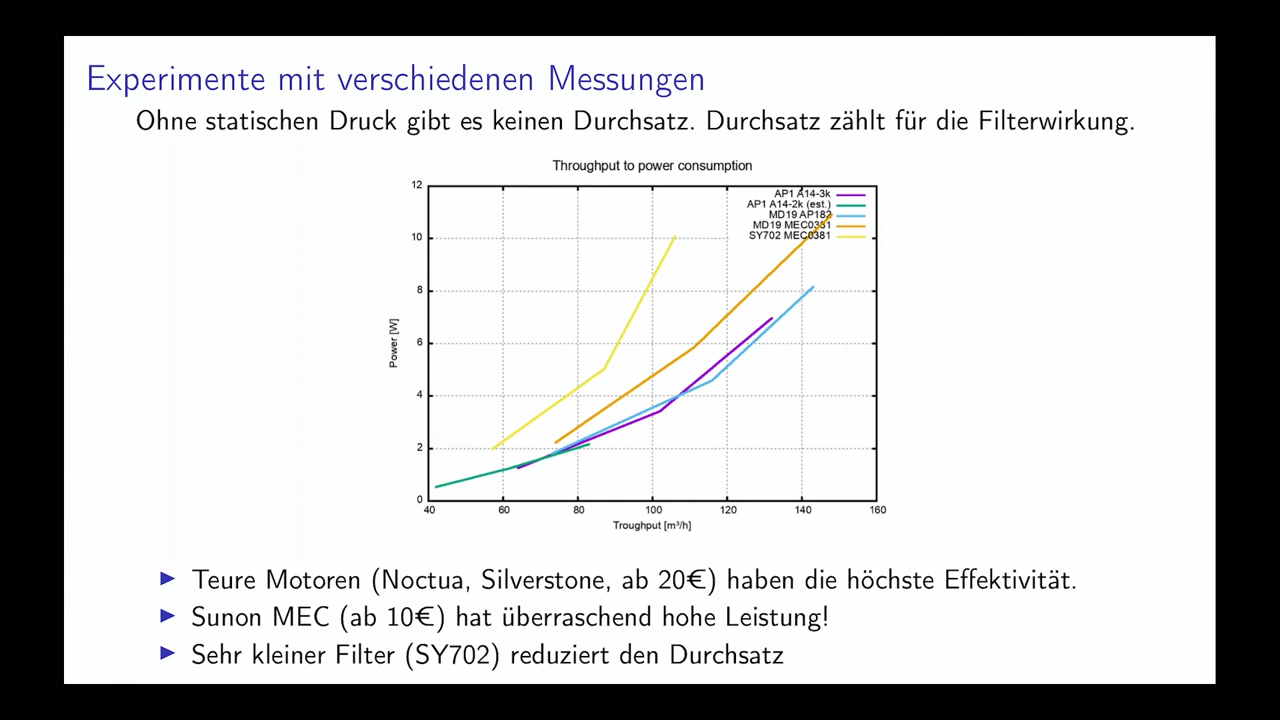 Experimente mit verschiedenen Messungen
Ohne statischen Druck gibt es keinen Durchsatz. Durchsatz zählt für die Filterwirkung.
Throughput to power consumption
AP1 A14-3k
AP1 A14-2k (est.)
MD19 AP182
MD19 MEC0381
SY702 MEC0381
12
10
8
6
4
2
0
Power [W]
40 60 80 100 120 140 160
Troughput [m³/h]
▶ Teure Motoren (Noctua, Silverstone, ab 20€) haben die höchste Effektivität.
▶ Sunon MEC (ab 10€) hat überraschend hohe Leistung!
▶ Sehr kleiner Filter (SY702) reduziert den Durchsatz